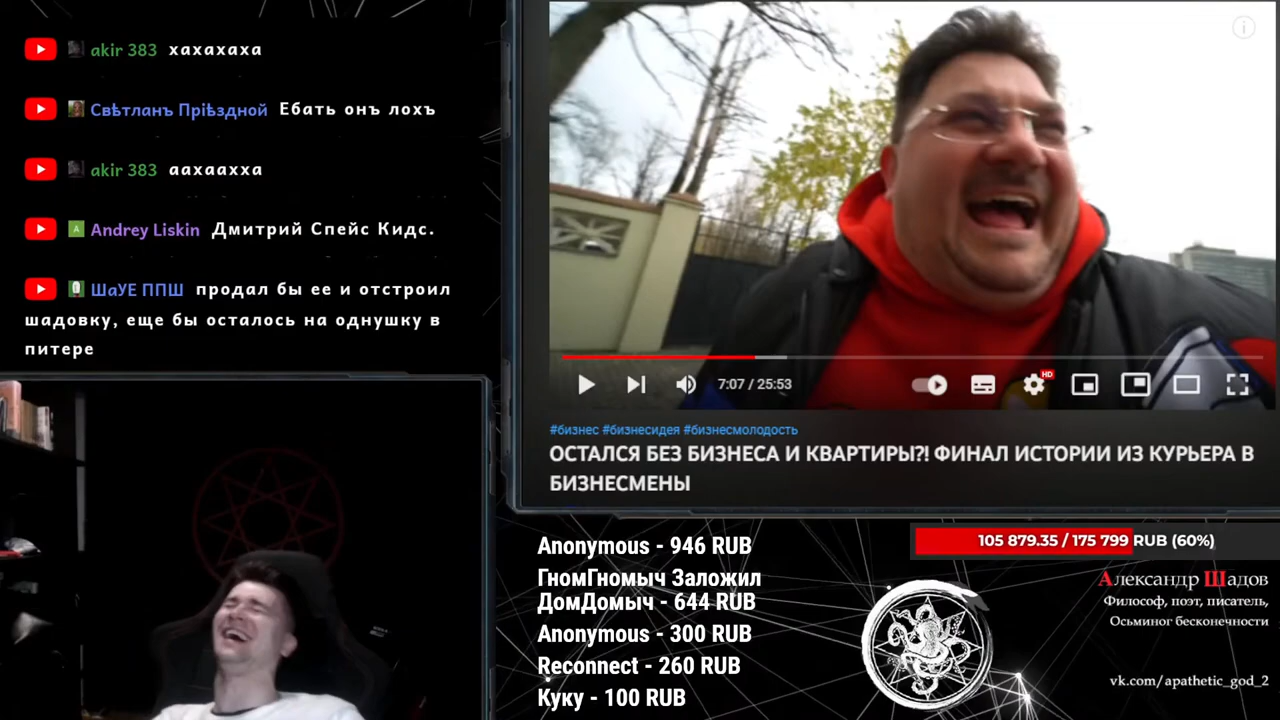 akir 383 хахахаха
Свѣтланъ Пріѣздной Ебать онъ лохъ
akir 383 аахаахха
Andrey Liskin Дмитрий Спейс Кидс.
ШаУЕ ППШ продал бы ее и отстроил
шадовку, еще бы осталось на однушку в
питере
7:07 / 25:53
HD
#бизнес #бизнесидея #бизнесмолодость
ОСТАЛСЯ БЕЗ БИЗНЕСА И КВАРТИРЫ?! ФИНАЛ ИСТОРИИ ИЗ КУРЬЕРА В
БИЗНЕСМЕНЫ
Anonymous - 946 RUB
ГномГномыч Заложил
ДомДомыч - 644 RUB
Anonymous - 300 RUB
Reconnect - 260 RUB
Куку - 100 RUB
105 879.35 / 175 799 RUB (60%)
Александр Шадов
Философ, поэт, писатель,
Осьминог бесконечности
vk.com/apathetic_god_2